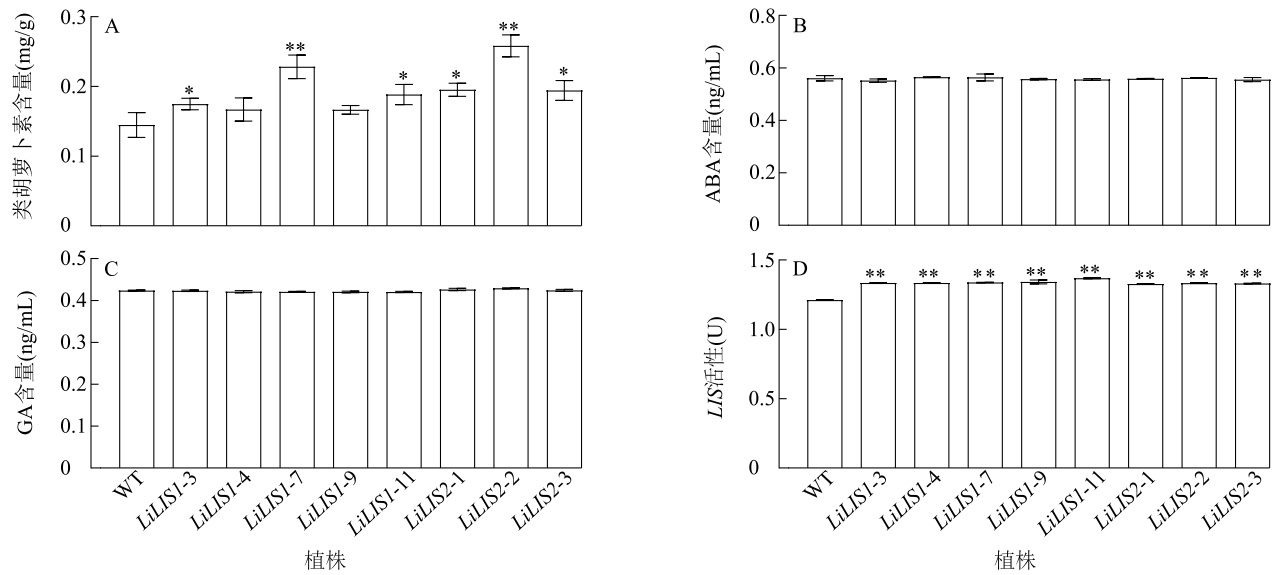 A
类胡萝卜素含量(mg/g)
0.3
0.2
0.1
0
* ** * * ** *
B
ABA含量(ng/mL)
0.8
0.6
0.4
0.2
0
C
GA含量(ng/mL)
0.5
0.4
0.3
0.2
0.1
0
WT LiLIS1-3 LiLIS1-4 LiLIS1-7 LiLIS1-9 LiLIS1-11 LiLIS2-1 LiLIS2-2 LiLIS2-3
植株
D
LIS活性(U)
1.5
1.0
0.5
0
** ** ** ** ** ** ** **
WT LiLIS1-3 LiLIS1-4 LiLIS1-7 LiLIS1-9 LiLIS1-11 LiLIS2-1 LiLIS2-2 LiLIS2-3
植株